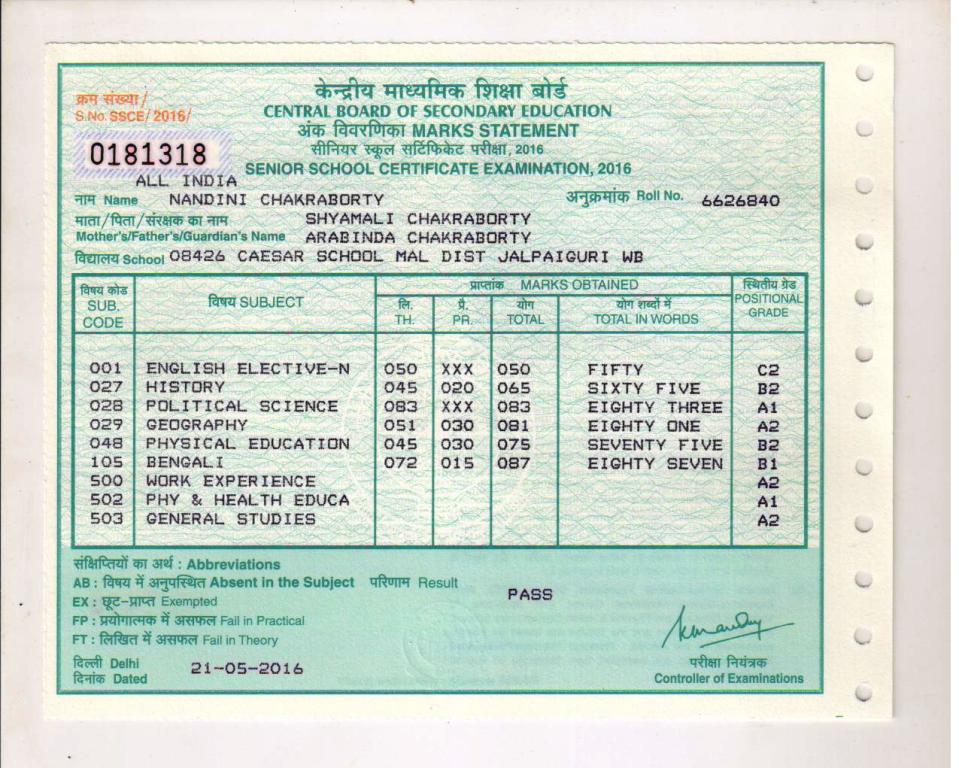 केन्द्रीय माध्यमिक शिक्षा बोर्ड
CENTRAL BOARD OF SECONDARY EDUCATION
अंक विवरणिका MARKS STATEMENT
सीनियर स्कूल सर्टिफिकेट परीक्षा, 2016
SENIOR SCHOOL CERTIFICATE EXAMINATION, 2016
क्रम संख्या/
S.No. SSCE/2016/
0181318
ALL INDIA
नाम Name NANDINI CHAKRABORTY अनुक्रमांक Roll No. 6626840
माता/पिता/संरक्षक का नाम SHYAMALI CHAKRABORTY
Mother's/Father's/Guardian's Name ARABINDA CHAKRABORTY
विद्यालय School 08426 CAESAR SCHOOL MAL DIST JALPAIGURI WB
विषय कोड SUB. CODE विषय SUBJECT प्राप्तांक MARKS OBTAINED स्थितीय ग्रेड POSITIONAL GRADE
लि. TH. प्रै. PR. योग TOTAL योग शब्दों में TOTAL IN WORDS
001 ENGLISH ELECTIVE-N 050 XXX 050 FIFTY C2
027 HISTORY 045 020 065 SIXTY FIVE B2
028 POLITICAL SCIENCE 083 XXX 083 EIGHTY THREE A1
029 GEOGRAPHY 051 030 081 EIGHTY ONE A2
048 PHYSICAL EDUCATION 045 030 075 SEVENTY FIVE B2
105 BENGALI 072 015 087 EIGHTY SEVEN B1
500 WORK EXPERIENCE A2
502 PHY & HEALTH EDUCA A1
503 GENERAL STUDIES A2
संक्षिप्तियों का अर्थ : Abbreviations
AB : विषय में अनुपस्थित Absent in the Subject परिणाम Result PASS
EX : छूट-प्राप्त Exempted
FP : प्रयोगात्मक में असफल Fail in Practical
FT : लिखित में असफल Fail in Theory
दिल्ली Delhi
दिनांक Dated 21-05-2016
परीक्षा नियंत्रक
Controller of Examinations